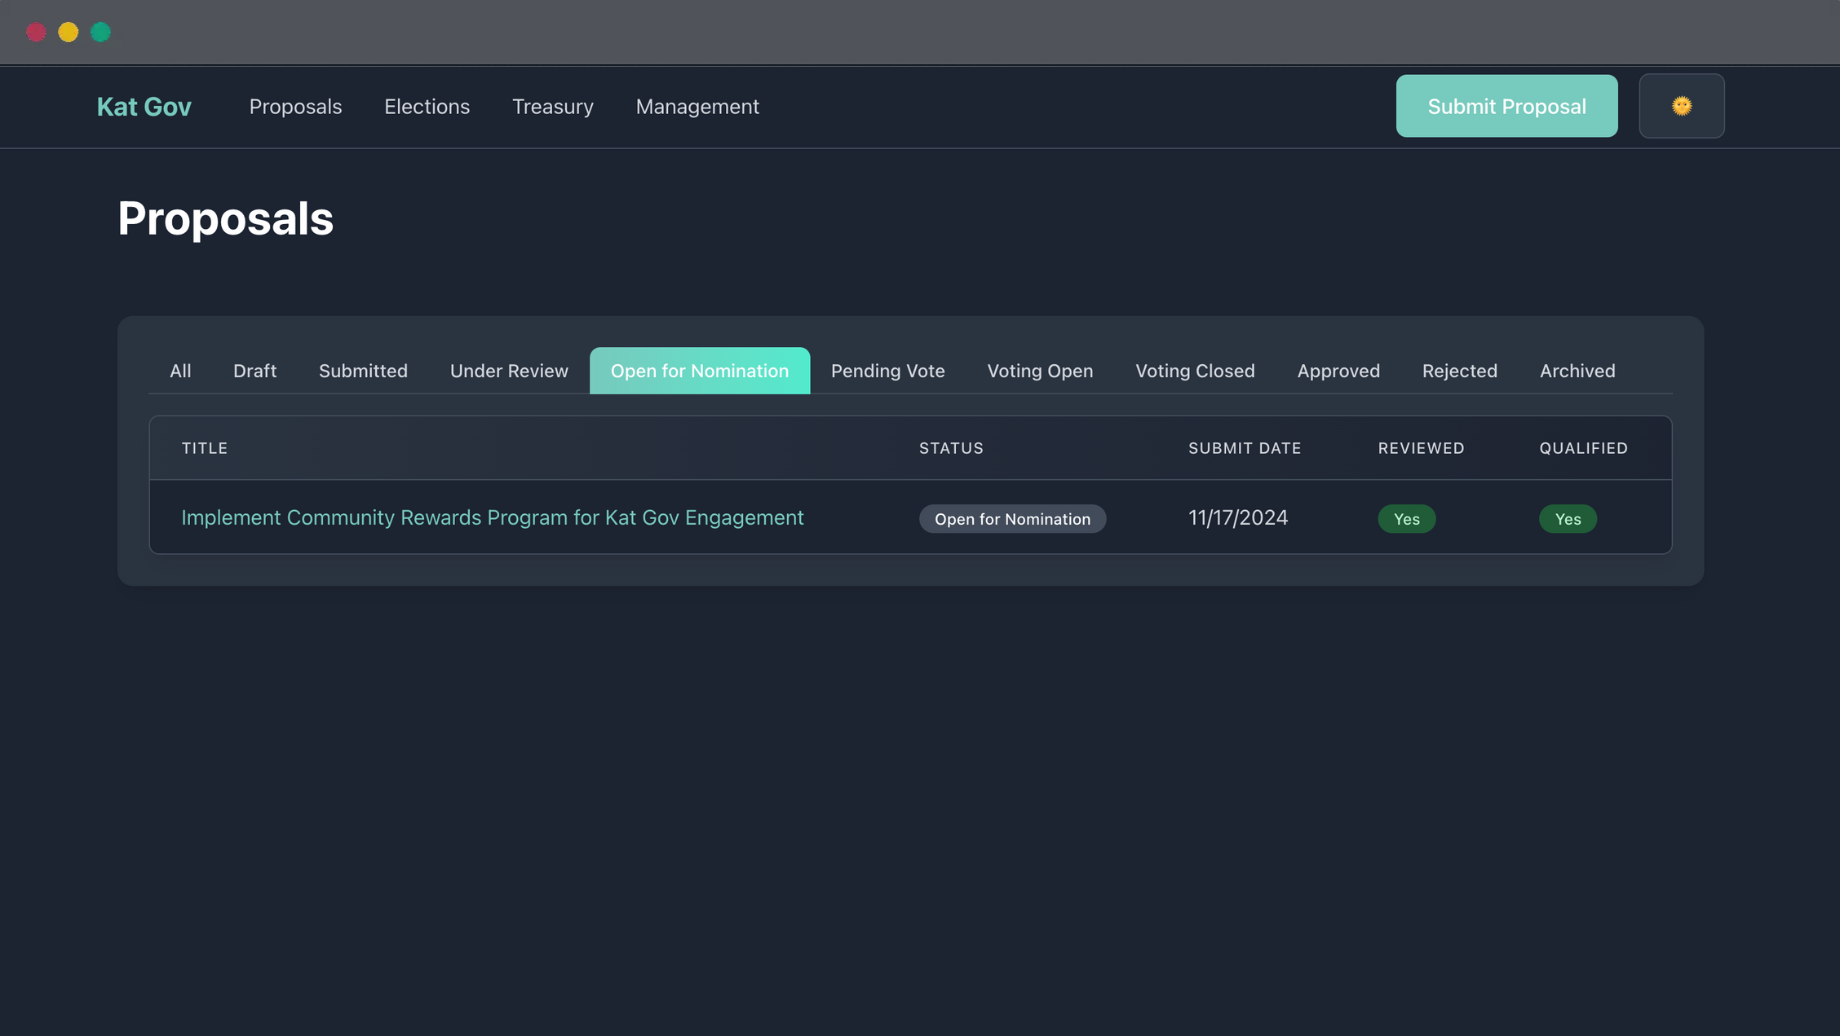 Kat Gov Proposals Elections Treasury Management Submit Proposal
Proposals
All Draft Submitted Under Review Open for Nomination Pending Vote Voting Open Voting Closed Approved Rejected Archived
TITLE STATUS SUBMIT DATE REVIEWED QUALIFIED
Implement Community Rewards Program for Kat Gov Engagement Open for Nomination 11/17/2024 Yes Yes